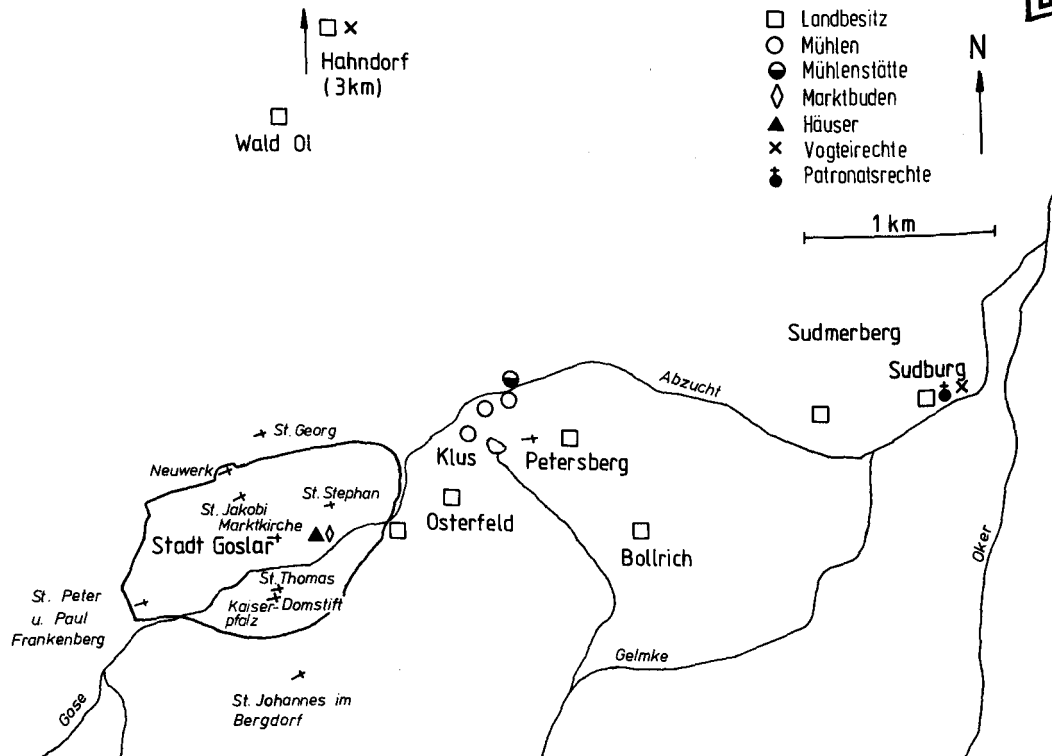 Landbesitz
Mühlen
Mühlenstätte
Marktbuden
Häuser
Vogteirechte
Patronatsrechte
N
1 km
Hahndorf
(3km)
Wald Ol
Sudmerberg
Sudburg
Abzucht
Klus
Petersberg
Osterfeld
Bollrich
St. Georg
Neuwerk
St. Jakobi
St. Stephan
Marktkirche
Stadt Goslar
St. Thomas
Kaiser-
pfalz
Domstift
St. Peter
u. Paul
Frankenberg
Gose
St. Johannes im
Bergdorf
Gelmke
Oker